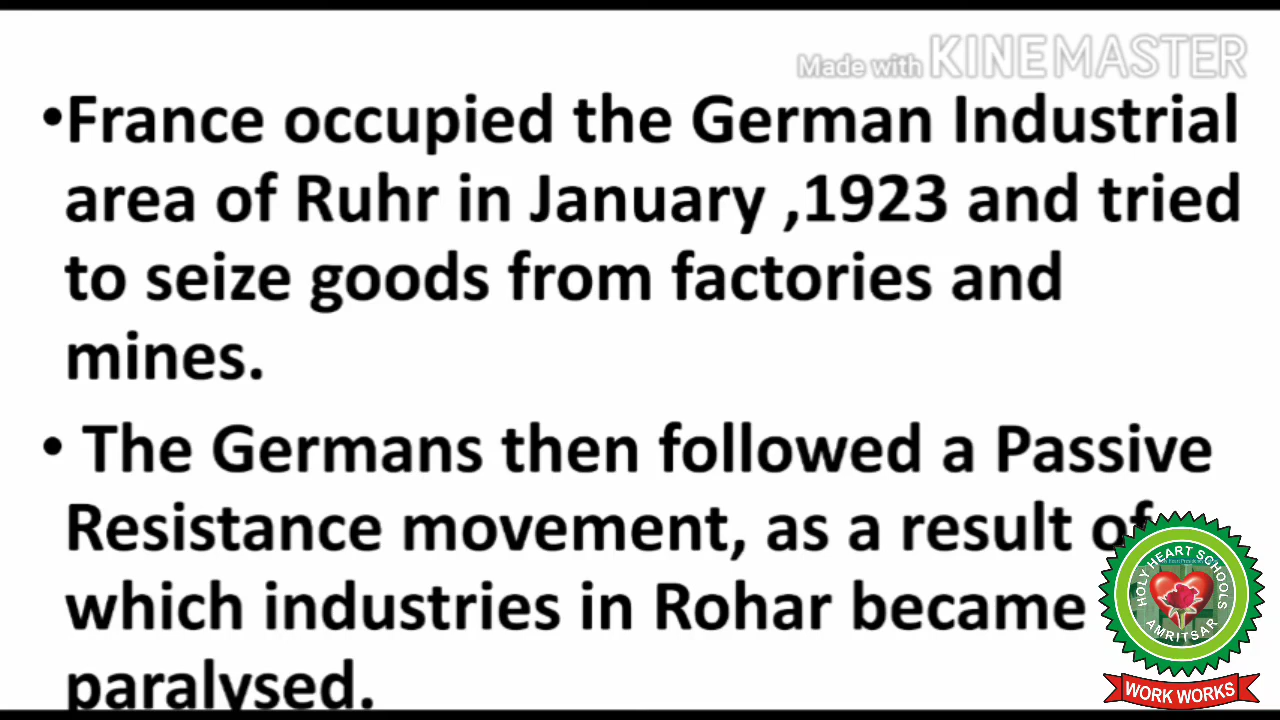 Made with KINEMASTER
•France occupied the German Industrial
area of Ruhr in January ,1923 and tried
to seize goods from factories and
mines.
• The Germans then followed a Passive
Resistance movement, as a result of
which industries in Rohar became
paralysed.
HOLY HEART SCHOOLS
AMRITSAR
WORK WORKS